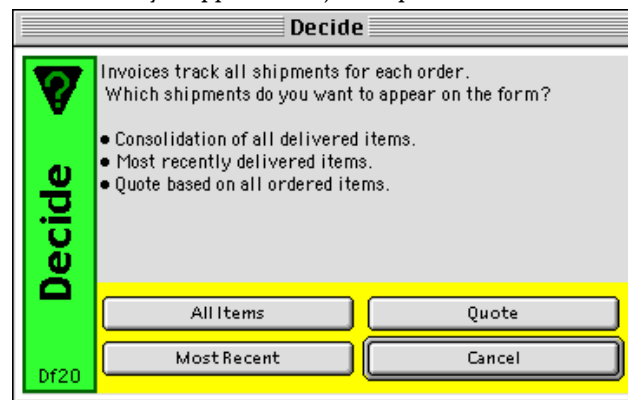 Decide
Invoices track all shipments for each order.
Which shipments do you want to appear on the form?
● Consolidation of all delivered items.
● Most recently delivered items.
● Quote based on all ordered items.
Decide
Df20
All Items
Quote
Most Recent
Cancel